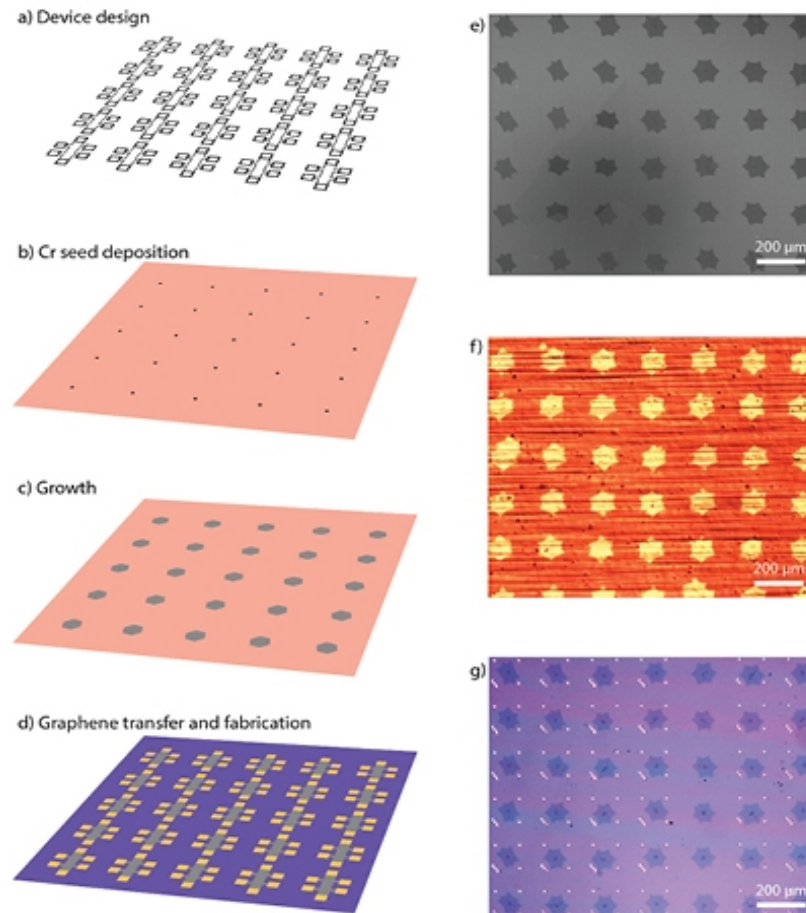 a) Device design
b) Cr seed deposition
c) Growth
d) Graphene transfer and fabrication
e)
200 μm
f)
200 μm
g)
200 μm